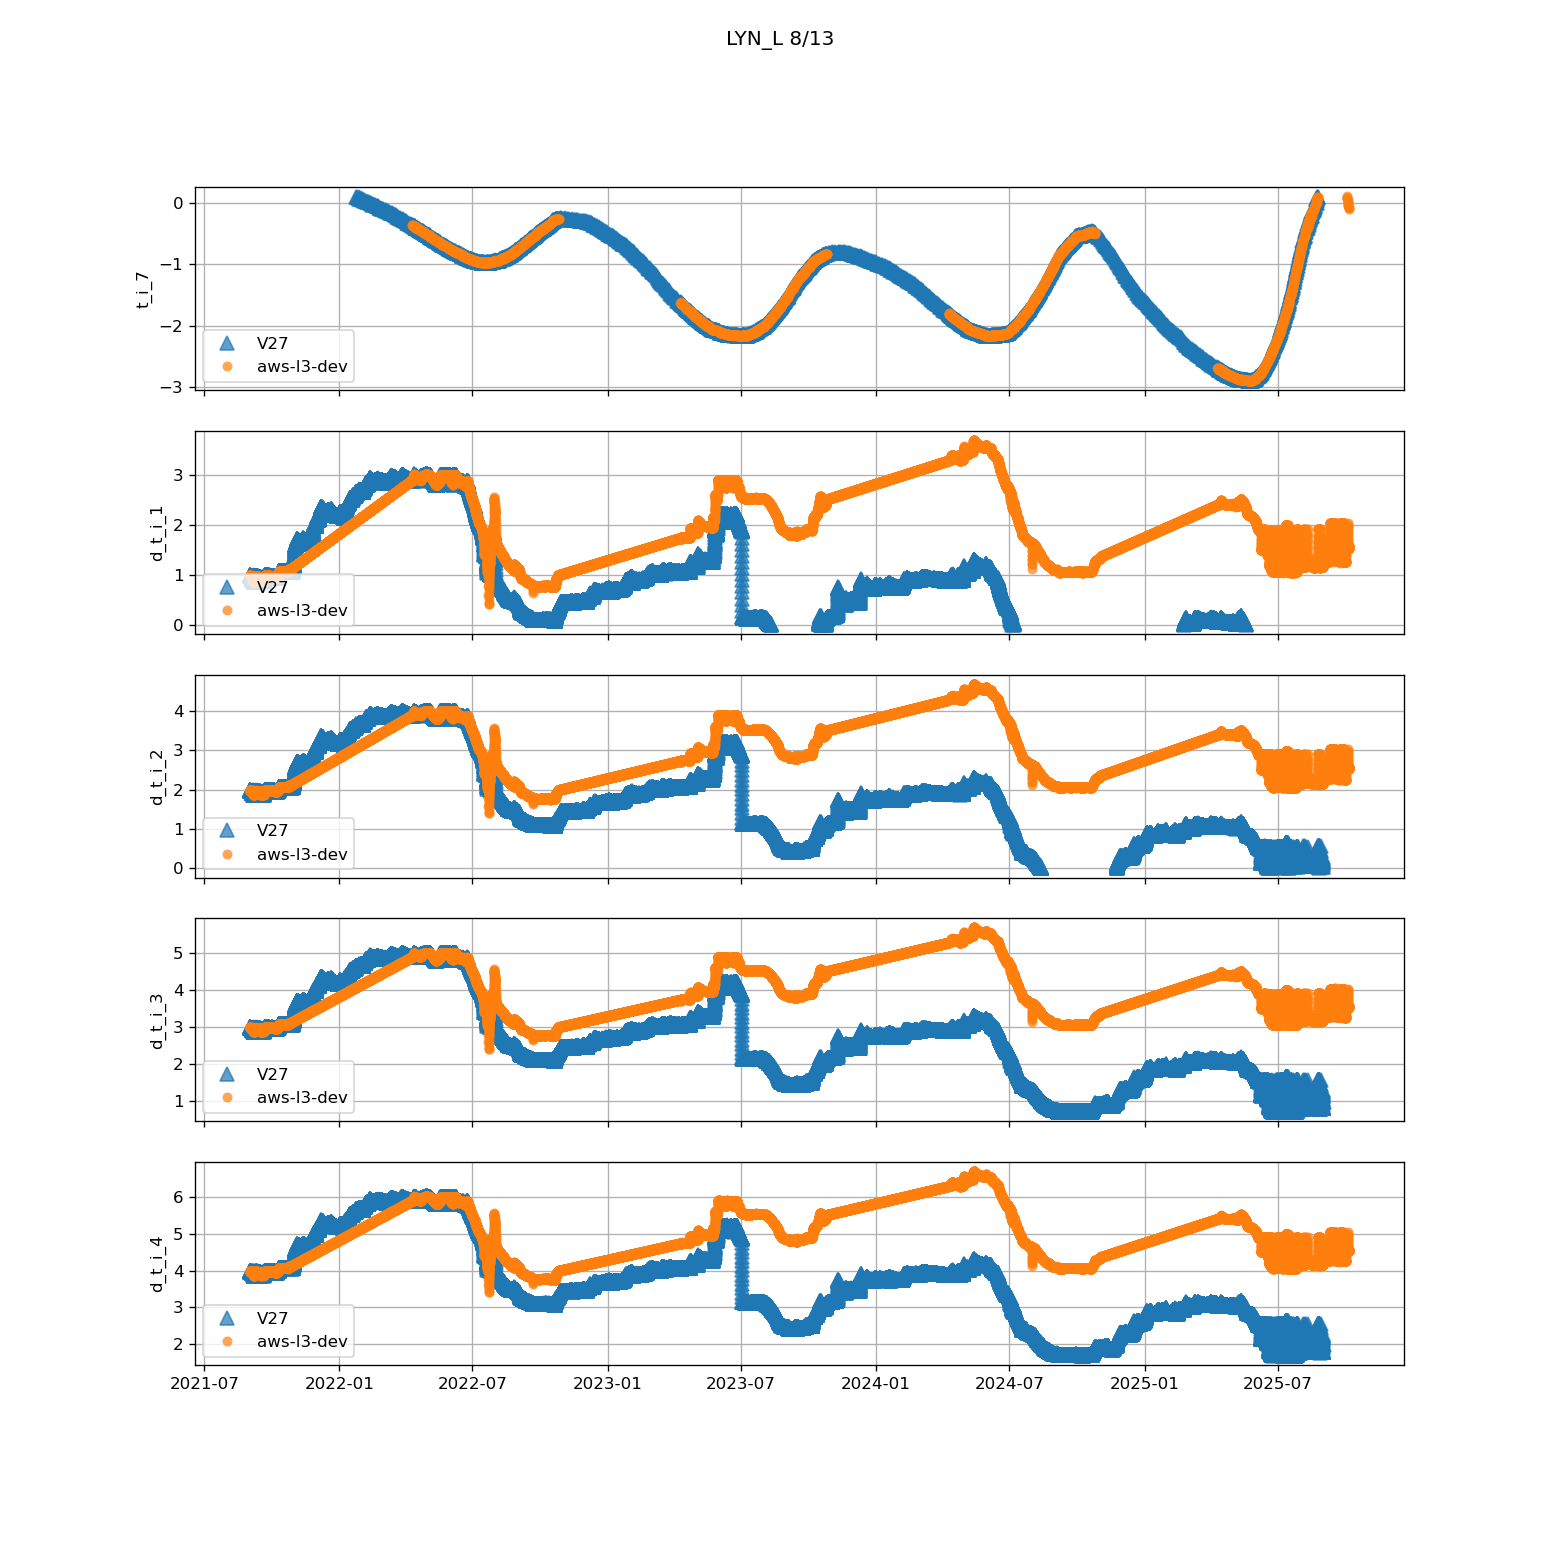 LYN_L 8/13
0
−1
−2
−3
t_i_7
V27
aws-l3-dev
3
2
1
0
d_t_i_1
V27
aws-l3-dev
4
3
2
1
0
d_t_i_2
V27
aws-l3-dev
5
4
3
2
1
d_t_i_3
V27
aws-l3-dev
6
5
4
3
2
d_t_i_4
V27
aws-l3-dev
2021-07 2022-01 2022-07 2023-01 2023-07 2024-01 2024-07 2025-01 2025-07